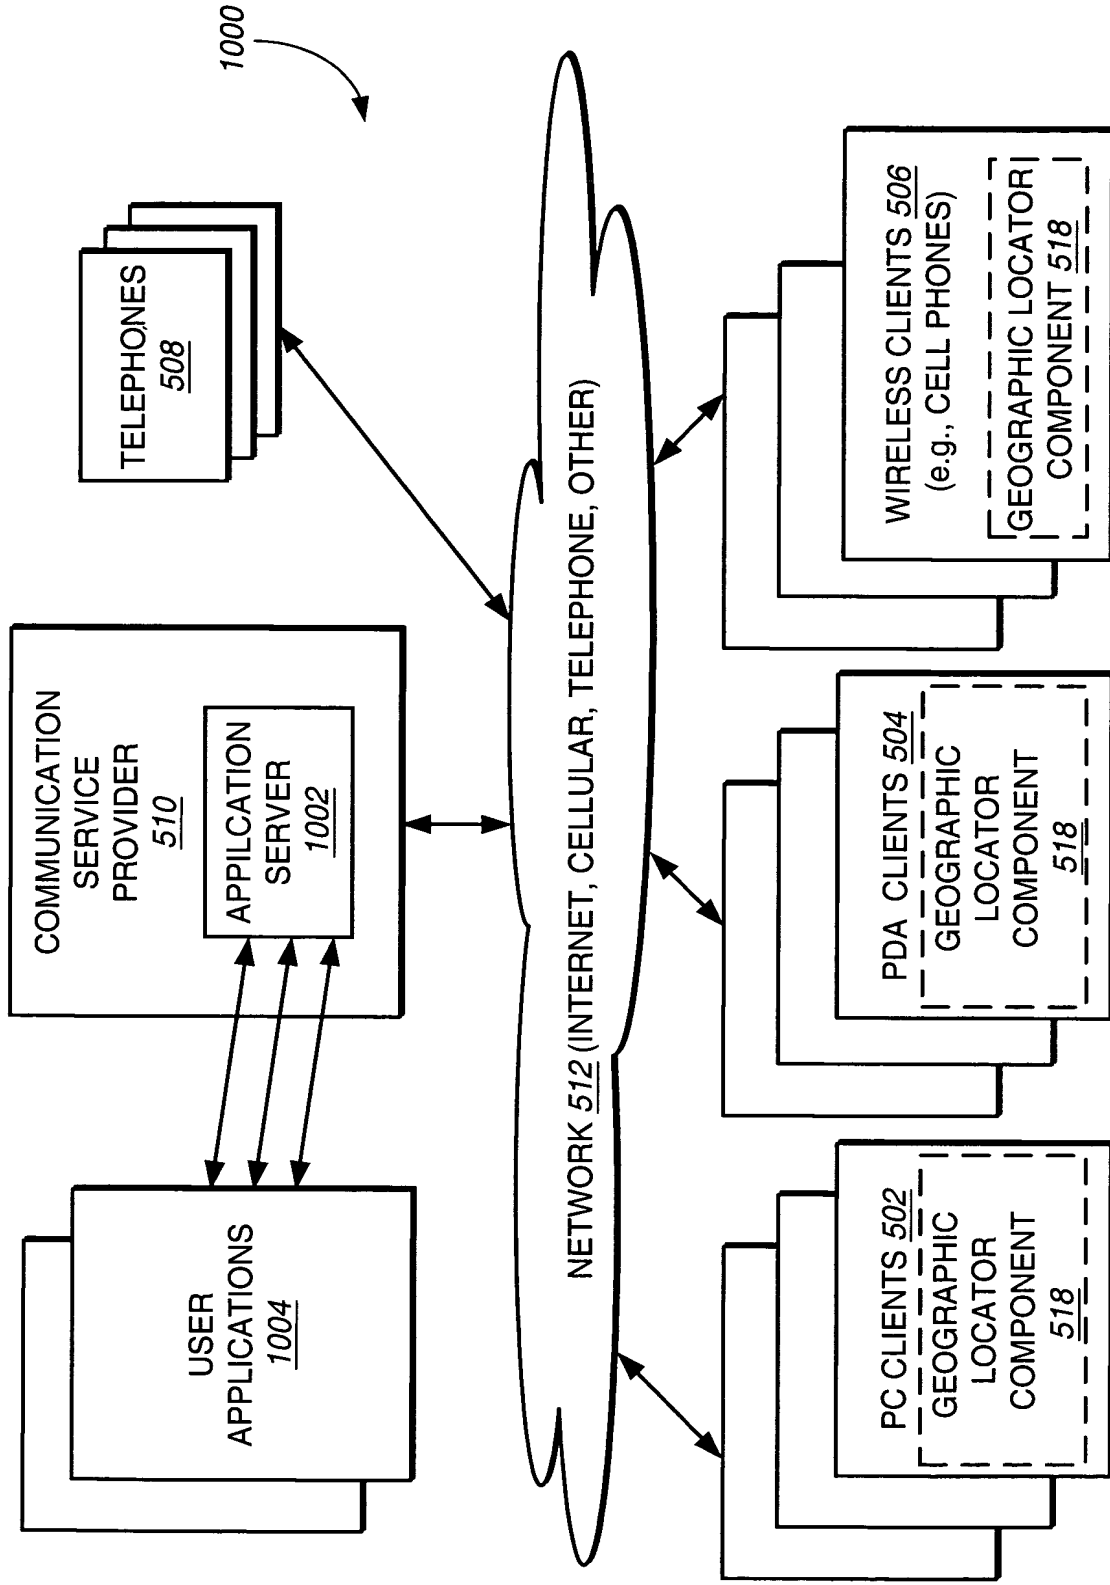 1000
USER
APPLICATIONS
1004
COMMUNICATION
SERVICE
PROVIDER
510
APPILCATION
SERVER
1002
TELEPHONES
508
NETWORK 512 (INTERNET, CELLULAR, TELEPHONE, OTHER)
PC CLIENTS 502
GEOGRAPHIC
LOCATOR
COMPONENT
518
PDA CLIENTS 504
GEOGRAPHIC
LOCATOR
COMPONENT
518
WIRELESS CLIENTS 506
(e.g., CELL PHONES)
GEOGRAPHIC LOCATOR
COMPONENT 518